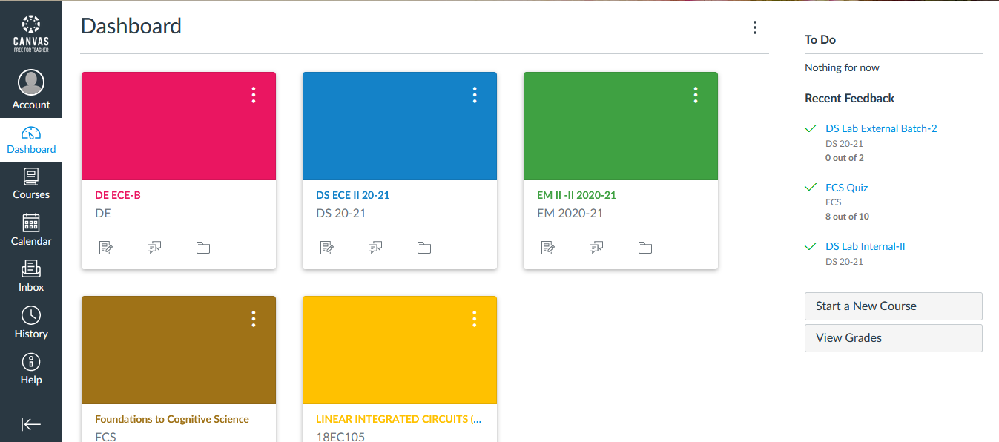 CANVAS
FREE FOR TEACHER
Account
Dashboard
Courses
Calendar
Inbox
History
Help
Dashboard
DE ECE-B
DE
DS ECE II 20-21
DS 20-21
EM II -II 2020-21
EM 2020-21
Foundations to Cognitive Science
FCS
LINEAR INTEGRATED CIRCUITS (...
18EC105
To Do
Nothing for now
Recent Feedback
DS Lab External Batch-2
DS 20-21
0 out of 2
FCS Quiz
FCS
8 out of 10
DS Lab Internal-II
DS 20-21
Start a New Course
View Grades